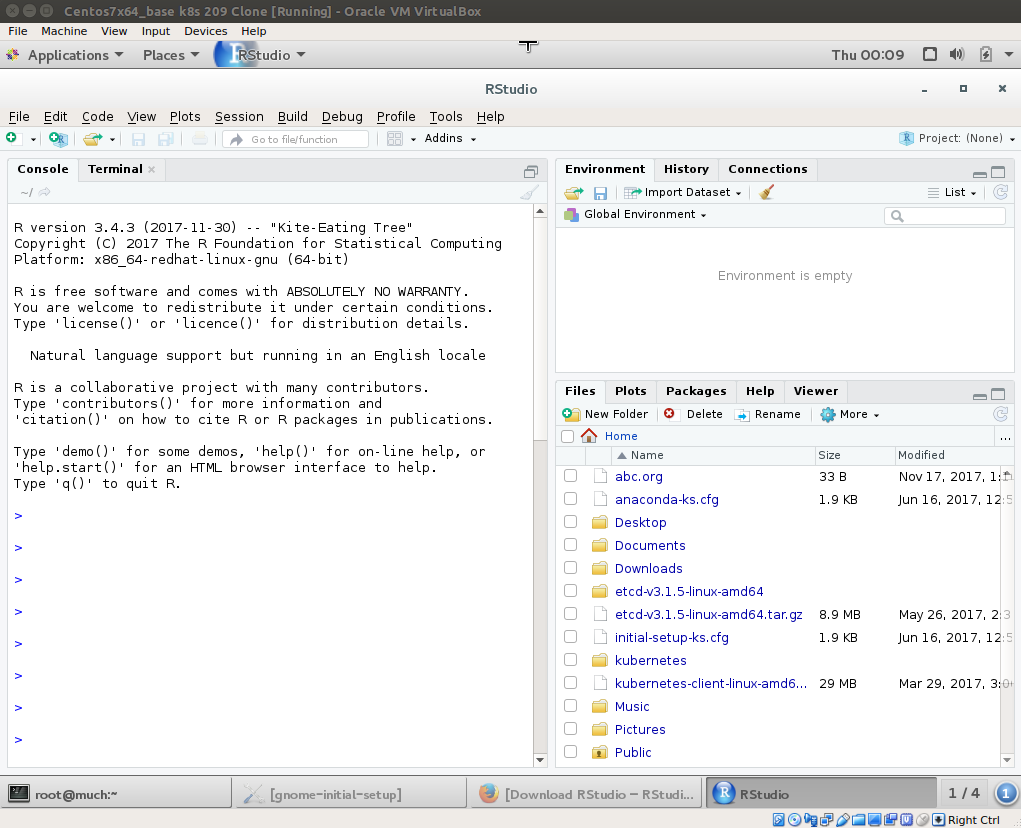 Centos7x64_base k8s 209 Clone [Running] - Oracle VM VirtualBox
File Machine View Input Devices Help
Applications Places RStudio Thu 00:09
RStudio
File Edit Code View Plots Session Build Debug Profile Tools Help
Go to file/function Addins Project: (None)
Console Terminal
~/
R version 3.4.3 (2017-11-30) -- "Kite-Eating Tree"
Copyright (C) 2017 The R Foundation for Statistical Computing
Platform: x86_64-redhat-linux-gnu (64-bit)
R is free software and comes with ABSOLUTELY NO WARRANTY.
You are welcome to redistribute it under certain conditions.
Type 'license()' or 'licence()' for distribution details.
Natural language support but running in an English locale
R is a collaborative project with many contributors.
Type 'contributors()' for more information and
'citation()' on how to cite R or R packages in publications.
Type 'demo()' for some demos, 'help()' for on-line help, or
'help.start()' for an HTML browser interface to help.
Type 'q()' to quit R.
>
>
>
>
>
>
>
>
Environment History Connections
Import Dataset List
Global Environment
Environment is empty
Files Plots Packages Help Viewer
New Folder Delete Rename More
Home ...
Name Size Modified
abc.org 33 B Nov 17, 2017, 1:
anaconda-ks.cfg 1.9 KB Jun 16, 2017, 12:5
Desktop
Documents
Downloads
etcd-v3.1.5-linux-amd64
etcd-v3.1.5-linux-amd64.tar.gz 8.9 MB May 26, 2017, 2:3
initial-setup-ks.cfg 1.9 KB Jun 16, 2017, 12:5
kubernetes
kubernetes-client-linux-amd6... 29 MB Mar 29, 2017, 3:0
Music
Pictures
Public
root@much:~ [gnome-initial-setup] [Download RStudio – RStudi... RStudio 1 / 4 1
Right Ctrl